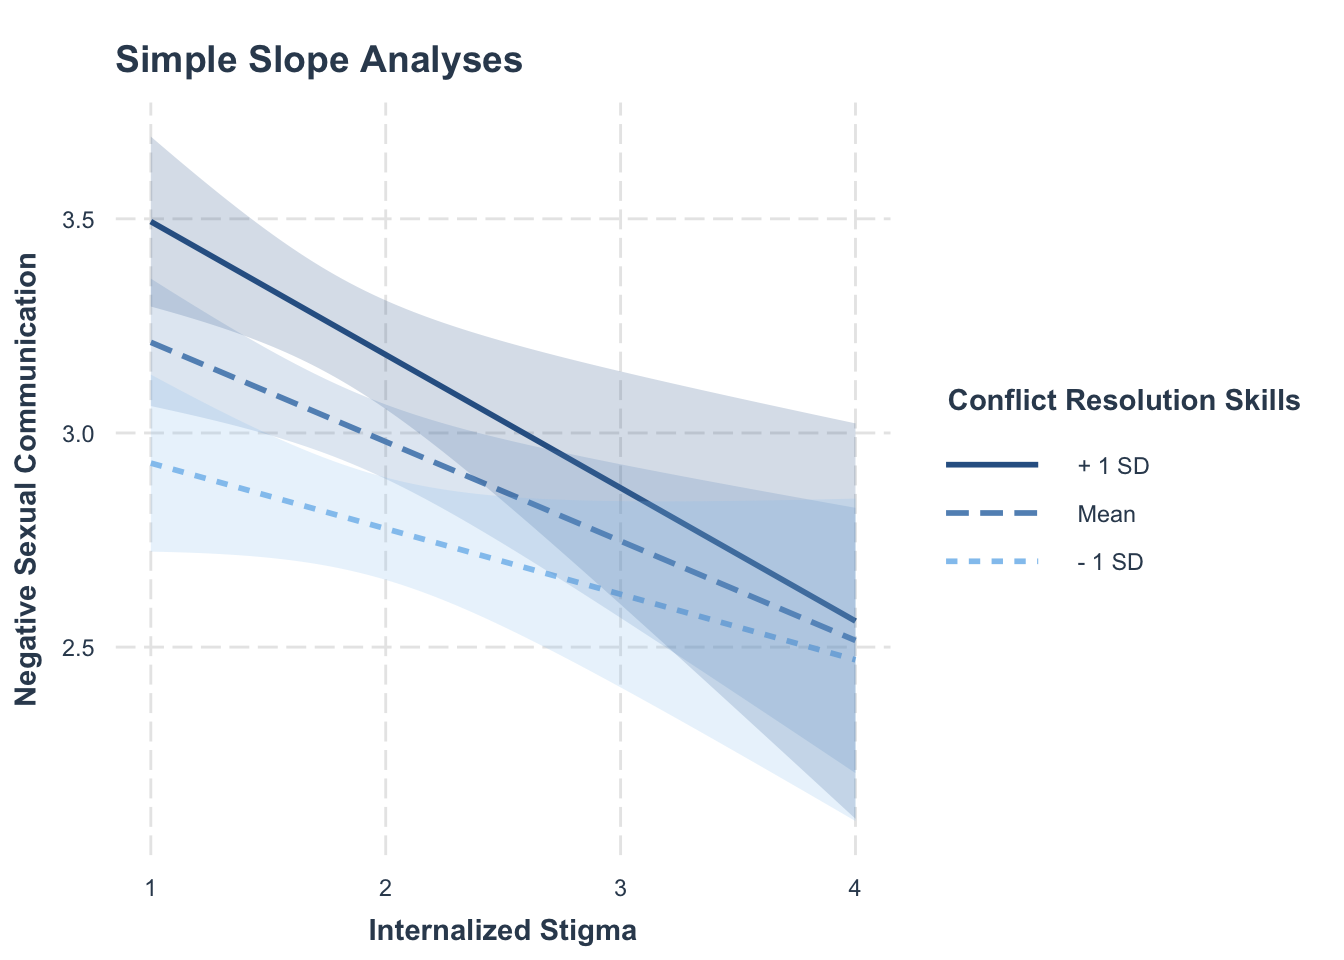 Simple Slope Analyses
Negative Sexual Communication
3.5
3.0
2.5
1
2
3
4
Internalized Stigma
Conflict Resolution Skills
+ 1 SD
Mean
- 1 SD